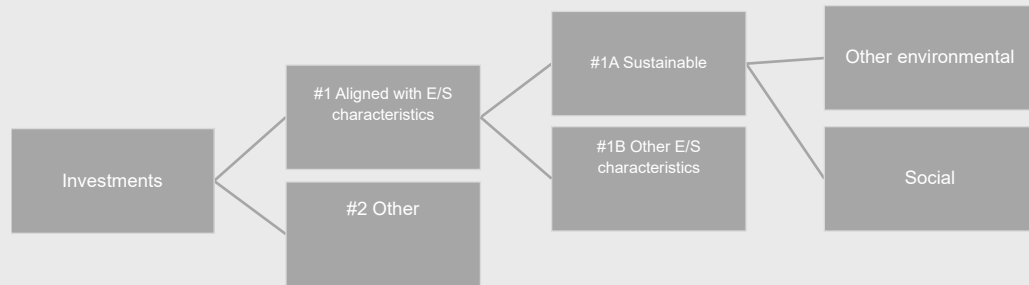 Investments
#1 Aligned with E/S
characteristics
#2 Other
#1A Sustainable
#1B Other E/S
characteristics
Other environmental
Social